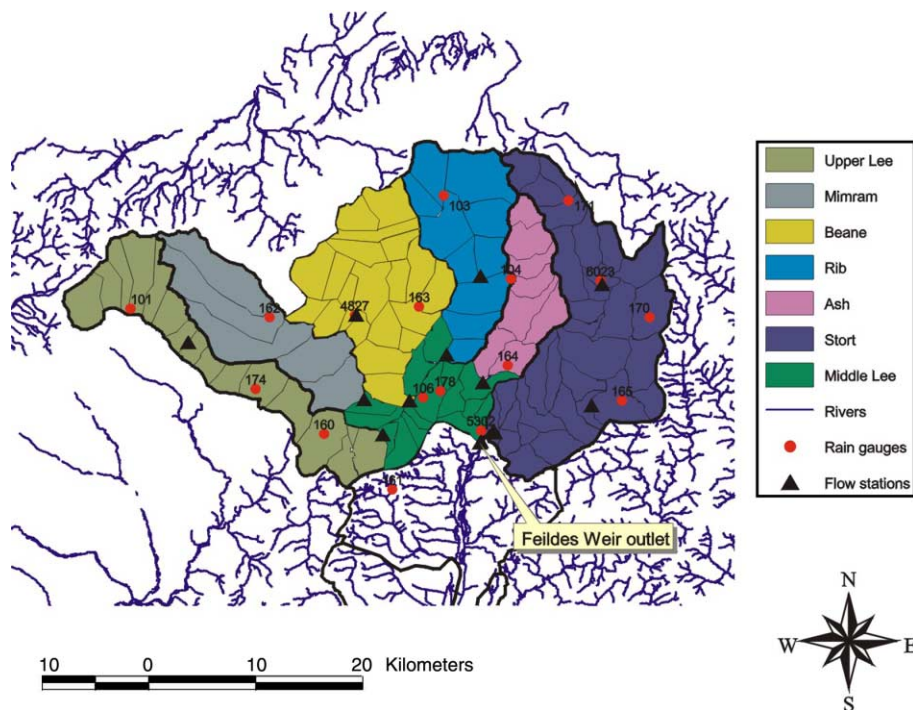 103
171
104
6023
101
162
4827
163
170
164
174
106
178
165
160
5302
161
Feildes Weir outlet
Upper Lee
Mimram
Beane
Rib
Ash
Stort
Middle Lee
Rivers
Rain gauges
Flow stations
10 0 10 20 Kilometers
N
W E
S